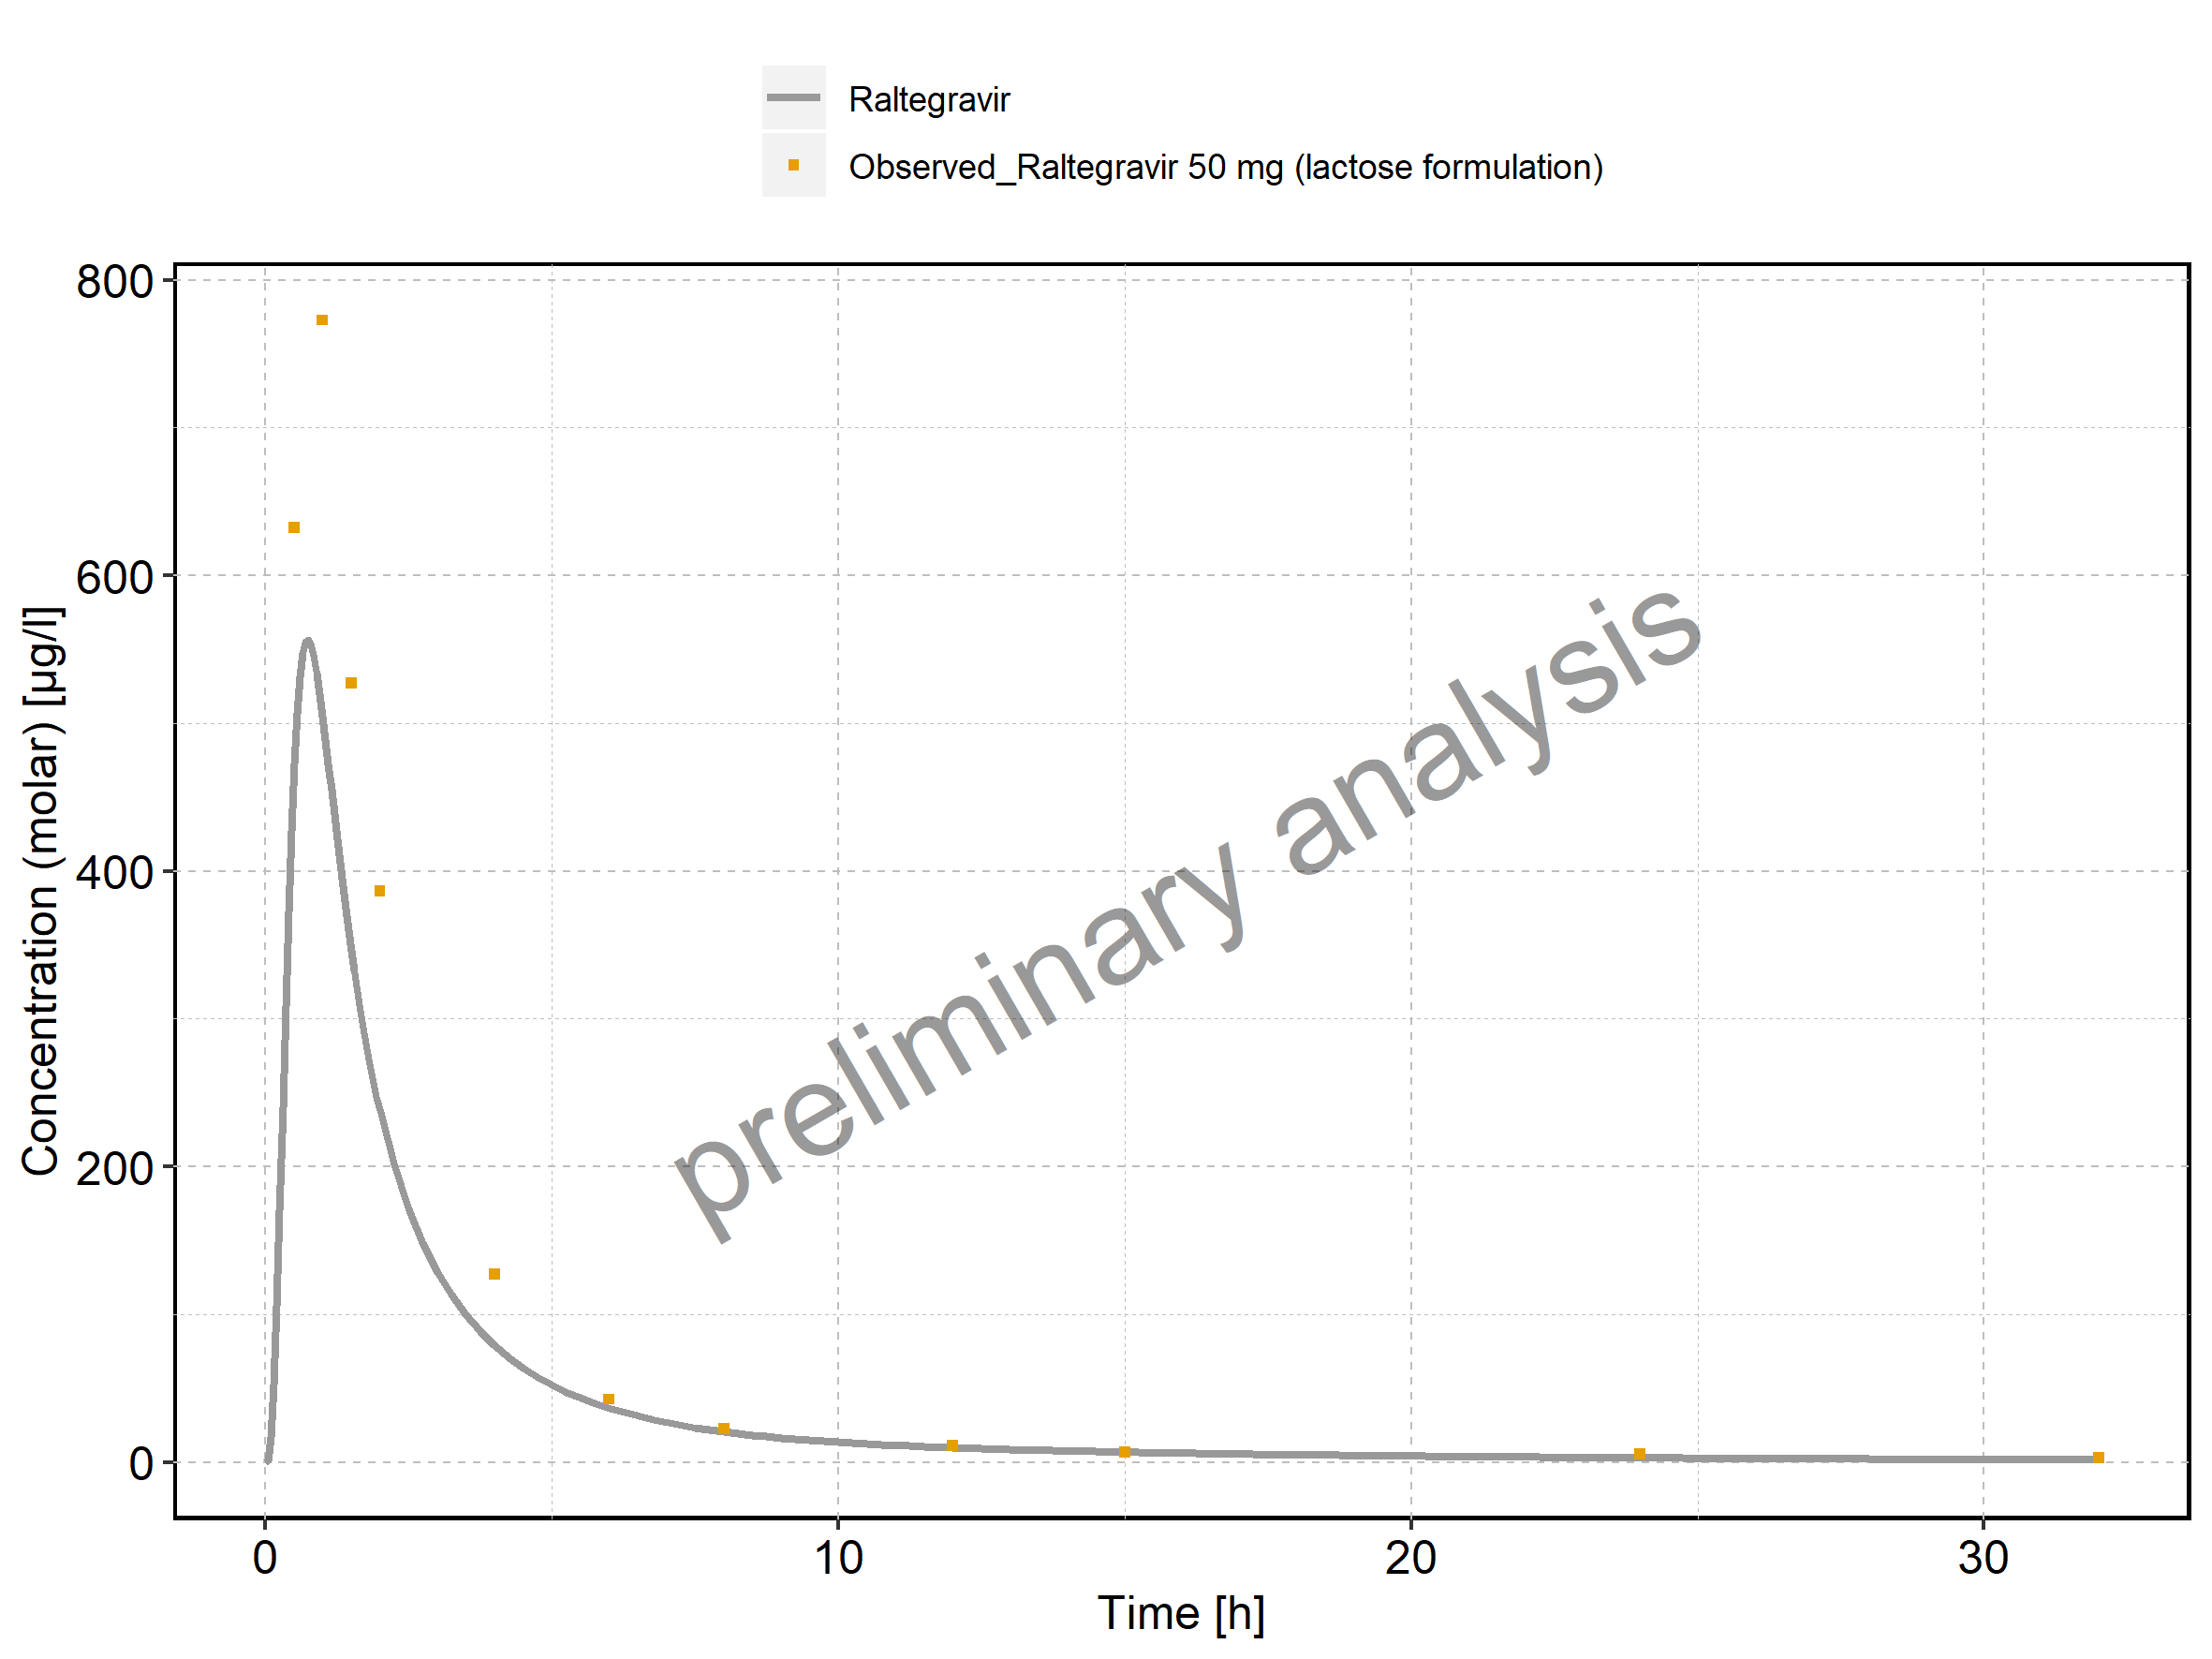 Raltegravir
Observed_Raltegravir 50 mg (lactose formulation)
800
600
400
200
0
Concentration (molar) [µg/l]
preliminary analysis
0 10 20 30
Time [h]